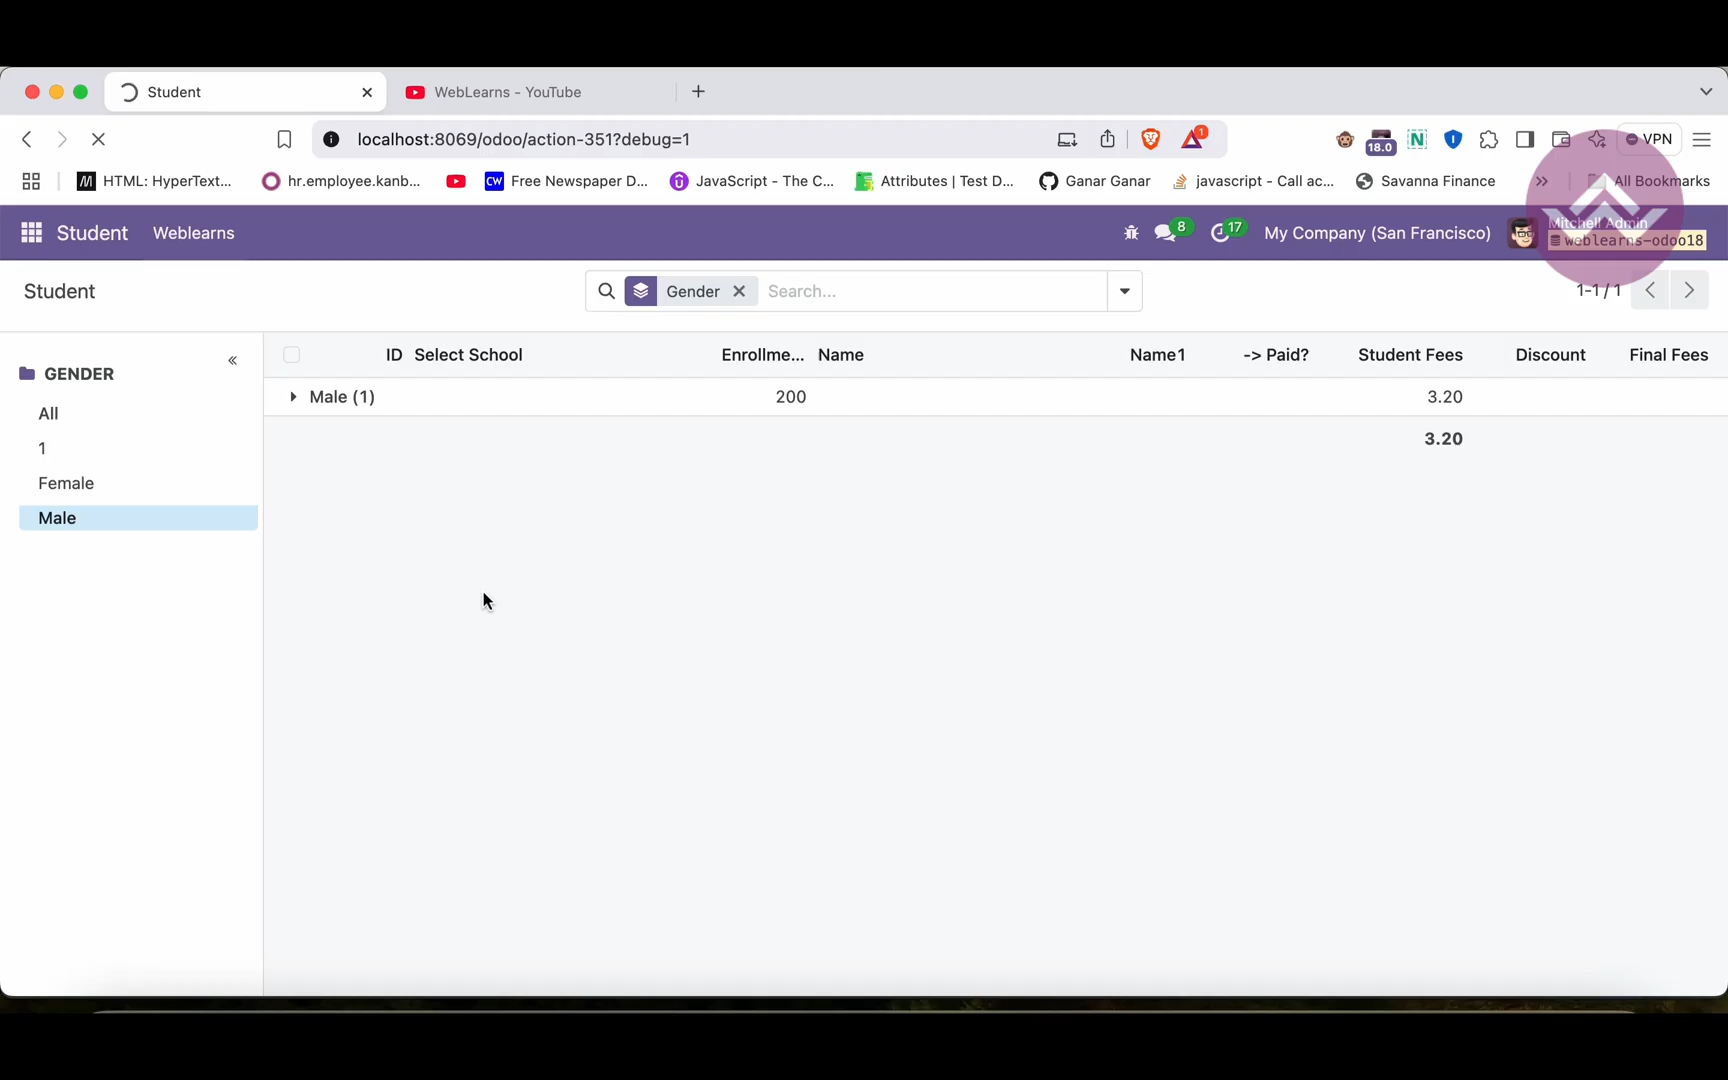 Student
WebLearns - YouTube
localhost:8069/odoo/action-351?debug=1
1
18.0
VPN
HTML: HyperText...
hr.employee.kanb...
Free Newspaper D...
JavaScript - The C...
Attributes | Test D...
Ganar Ganar
javascript - Call ac...
Savanna Finance
All Bookmarks
Student
Weblearns
8
17
My Company (San Francisco)
Mitchell Admin
weblearns-odoo18
Student
Gender
Search...
1-1 / 1
GENDER
All
1
Female
Male
ID Select School Enrollme... Name Name1 -> Paid? Student Fees Discount Final Fees
Male (1) 200 3.20
3.20